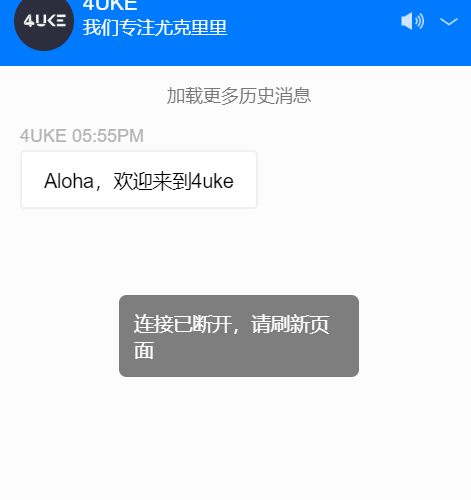 4UKE
4UKE
我们专注尤克里里
加载更多历史消息
4UKE 05:55PM
Aloha，欢迎来到4uke
连接已断开，请刷新页
面